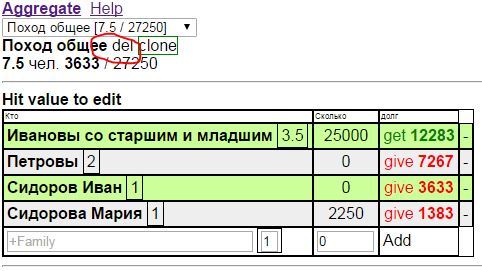 Aggregate Help
Поход общее [7.5 / 27250]
Поход общее del clone
7.5 чел. 3633 / 27250
Hit value to edit
Кто Сколько долг
Ивановы со старшим и младшим 3.5 25000 get 12283 -
Петровы 2 0 give 7267 -
Сидоров Иван 1 0 give 3633 -
Сидорова Мария 1 2250 give 1383 -
+Family 1 0 Add